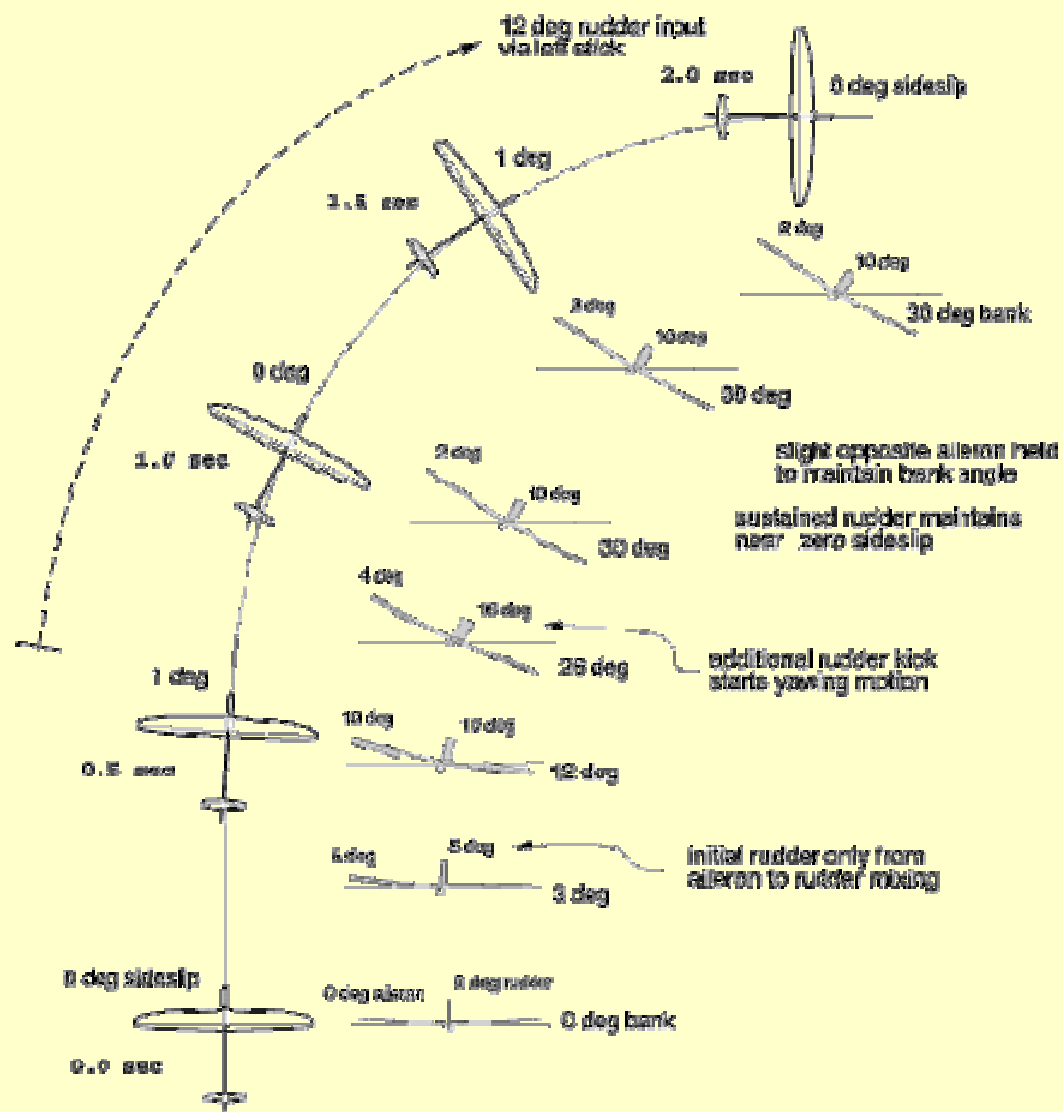 12 deg rudder input
via left stick
2.0 sec
0 deg sideslip
1 deg
1.5 sec
10 deg
30 deg bank
10 deg
30 deg
0 deg
1.0 sec
2 deg
10 deg
30 deg
slight opposite aileron held
to maintain bank angle
sustained rudder maintains
near zero sideslip
4 deg
deg
additional rudder kick
starts yawing motion
1 deg
10 deg
deg
12 deg
0.5 sec
5 deg
3 deg
initial rudder only from
aileron to rudder mixing
0 deg sideslip
0 deg aileron
0 deg rudder
0 deg bank
0.0 sec